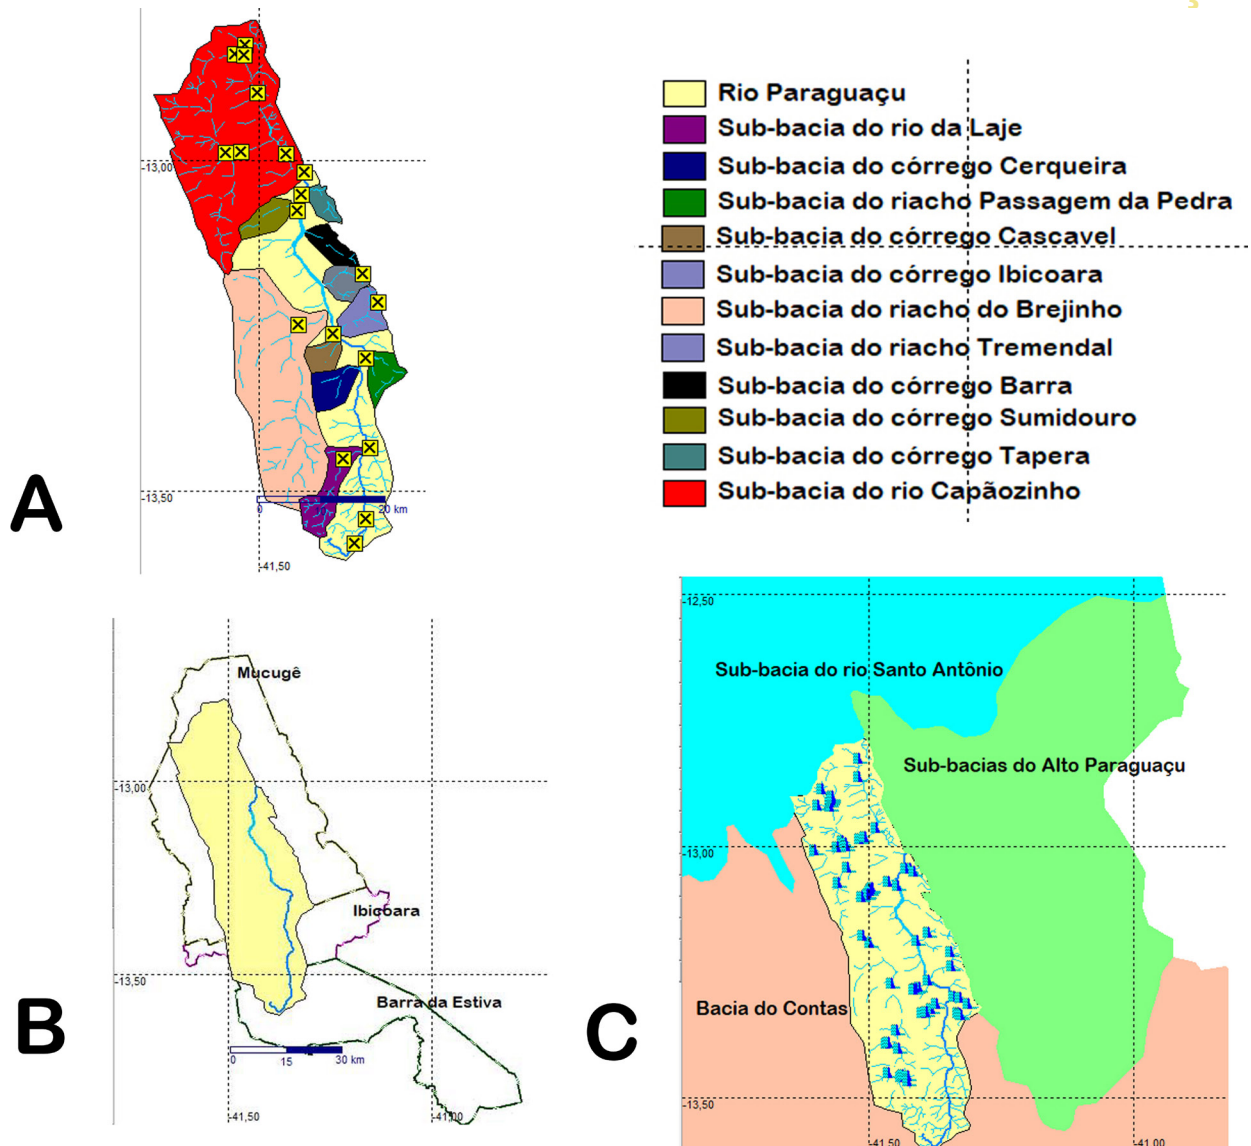 Rio Paraguaçu
Sub-bacia do rio da Laje
Sub-bacia do córrego Cerqueira
Sub-bacia do riacho Passagem da Pedra
Sub-bacia do córrego Cascavel
Sub-bacia do córrego Ibicoara
Sub-bacia do riacho do Brejinho
Sub-bacia do riacho Tremendal
Sub-bacia do córrego Barra
Sub-bacia do córrego Sumidouro
Sub-bacia do córrego Tapera
Sub-bacia do rio Capãozinho
-13,00
-13,50
0
20 km
-41,50
A
Mucugê
-13,00
Ibicoara
-13,50
Barra da Estiva
0
15
30 km
-41,50
-41,00
B
-12,50
Sub-bacia do rio Santo Antônio
Sub-bacias do Alto Paraguaçu
-13,00
Bacia do Contas
-13,50
-41,50
-41,00
C